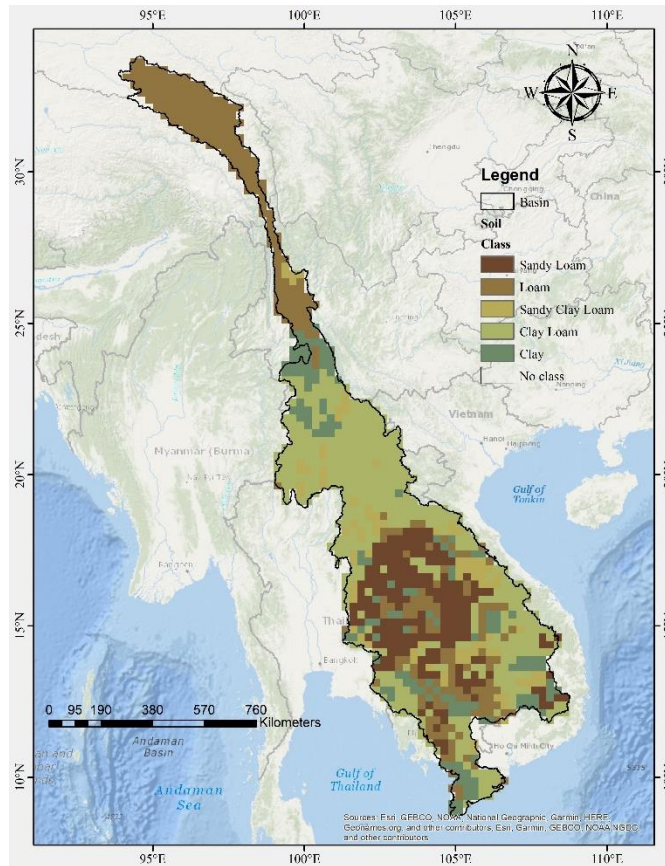 95°E 100°E 105°E 110°E
N
W E
S
Chengdu
30°N
Legend
Basin
China
Soil
Class
Sandy Loam
Loam
Sandy Clay Loam
Clay Loam
Clay
No class
25°N
Nanning
Vietnam
Hanoi Haiphong
Myanmar (Burma)
20°N
Gulf of
Tonkin
Rangoon
15°N
Bangkok
0 95 190 380 570 760
Kilometers
Andaman
Basin
Ho Chi Minh City
Andaman
Sea
Gulf of
Thailand
10°N
Sources: Esri, GEBCO, NOAA, National Geographic, Garmin, HERE,
Geonames.org, and other contributors, Esri, Garmin, GEBCO, NOAA NGDC
and other contributors
95°E 100°E 105°E 110°E